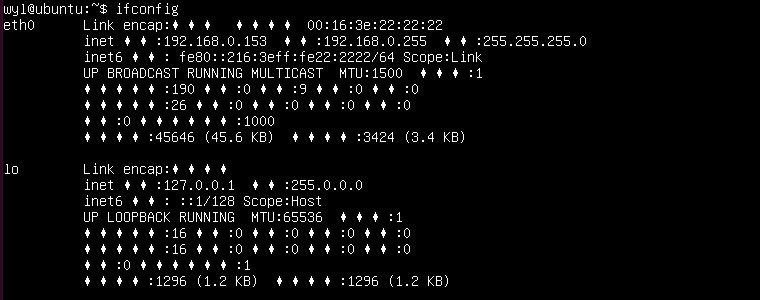 wyl@ubuntu:~$ ifconfig
eth0 Link encap:♦ ♦ ♦ ♦ ♦ ♦ ♦ 00:16:3e:22:22:22
inet ♦ ♦ :192.168.0.153 ♦ ♦ :192.168.0.255 ♦ ♦ :255.255.255.0
inet6 ♦ ♦ : fe80::216:3eff:fe22:2222/64 Scope:Link
UP BROADCAST RUNNING MULTICAST MTU:1500 ♦ ♦ ♦ :1
♦ ♦ ♦ ♦ ♦ :190 ♦ ♦ :0 ♦ ♦ :9 ♦ ♦ :0 ♦ ♦ :0
♦ ♦ ♦ ♦ ♦ :26 ♦ ♦ :0 ♦ ♦ :0 ♦ ♦ :0 ♦ ♦ :0
♦ ♦ :0 ♦ ♦ ♦ ♦ ♦ ♦ :1000
♦ ♦ ♦ ♦ :45646 (45.6 KB) ♦ ♦ ♦ ♦ :3424 (3.4 KB)
lo Link encap:♦ ♦ ♦ ♦
inet ♦ ♦ :127.0.0.1 ♦ ♦ :255.0.0.0
inet6 ♦ ♦ : ::1/128 Scope:Host
UP LOOPBACK RUNNING MTU:65536 ♦ ♦ ♦ :1
♦ ♦ ♦ ♦ ♦ :16 ♦ ♦ :0 ♦ ♦ :0 ♦ ♦ :0 ♦ ♦ :0
♦ ♦ ♦ ♦ ♦ :16 ♦ ♦ :0 ♦ ♦ :0 ♦ ♦ :0 ♦ ♦ :0
♦ ♦ :0 ♦ ♦ ♦ ♦ ♦ ♦ :1
♦ ♦ ♦ ♦ :1296 (1.2 KB) ♦ ♦ ♦ ♦ :1296 (1.2 KB)